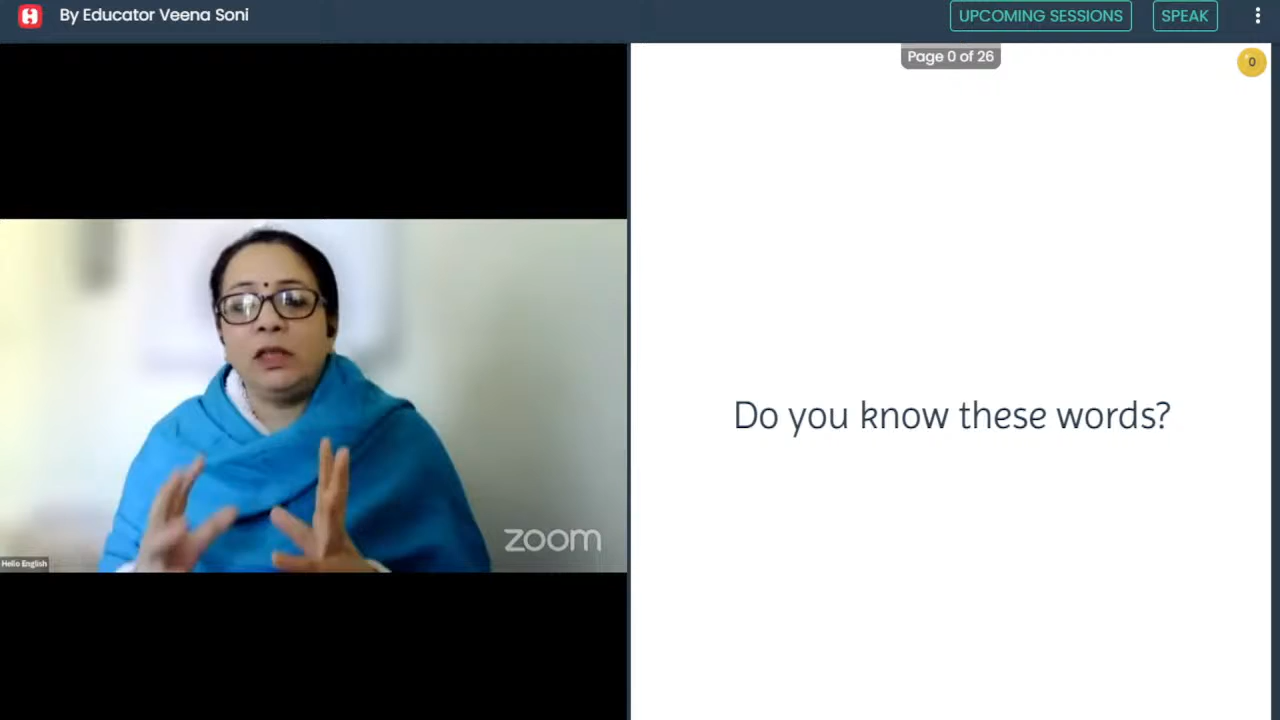 By Educator Veena Soni
UPCOMING SESSIONS
SPEAK
Page 0 of 26
0
Do you know these words?
zoom
Hello English